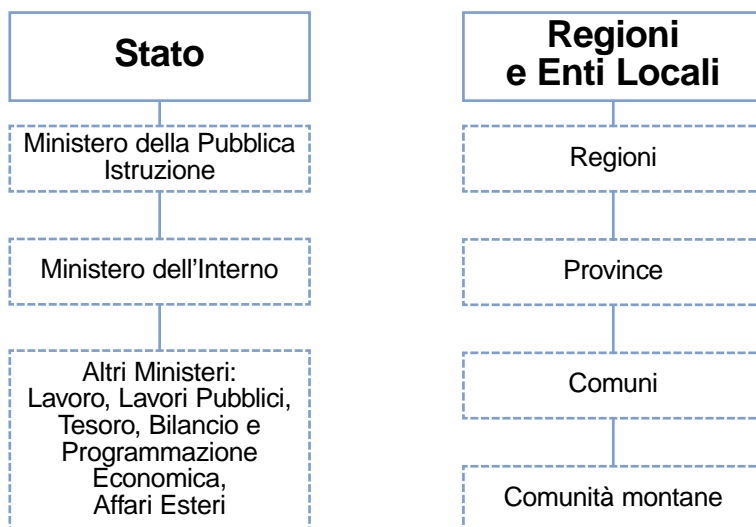 Stato
Ministero della Pubblica
Istruzione
Ministero dell’Interno
Altri Ministeri:
Lavoro, Lavori Pubblici,
Tesoro, Bilancio e
Programmazione
Economica,
Affari Esteri
Regioni
e Enti Locali
Regioni
Province
Comuni
Comunità montane